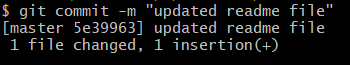 $ git commit -m "updated readme file"
[master 5e39963] updated readme file
 1 file changed, 1 insertion(+)